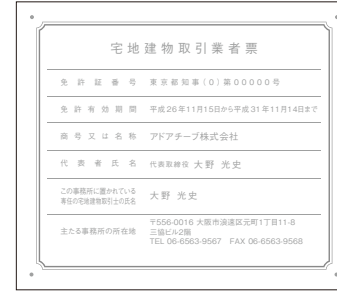 宅地建物取引業者票
免許証番号 東京都知事(0)第00000号
免許有効期間 平成26年11月15日から平成31年11月14日まで
商号又は名称 アドアチーブ株式会社
代表者氏名 代表取締役 大野 光史
この事務所に置かれている
専任の宅地建物取引士の氏名 大野 光史
主たる事務所の所在地 〒556-0016 大阪市浪速区元町1丁目11-8
三協ビル2階
TEL 06-6563-9567 FAX 06-6563-9568